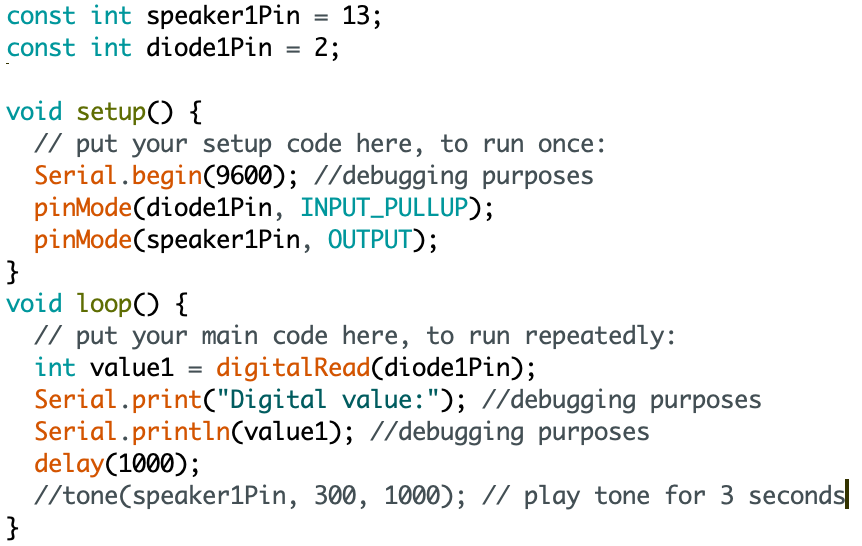 const int speaker1Pin = 13;
const int diode1Pin = 2;
void setup() {
  // put your setup code here, to run once:
  Serial.begin(9600); //debugging purposes
  pinMode(diode1Pin, INPUT_PULLUP);
  pinMode(speaker1Pin, OUTPUT);
}
void loop() {
  // put your main code here, to run repeatedly:
  int value1 = digitalRead(diode1Pin);
  Serial.print("Digital value:"); //debugging purposes
  Serial.println(value1); //debugging purposes
  delay(1000);
  //tone(speaker1Pin, 300, 1000); // play tone for 3 seconds
}